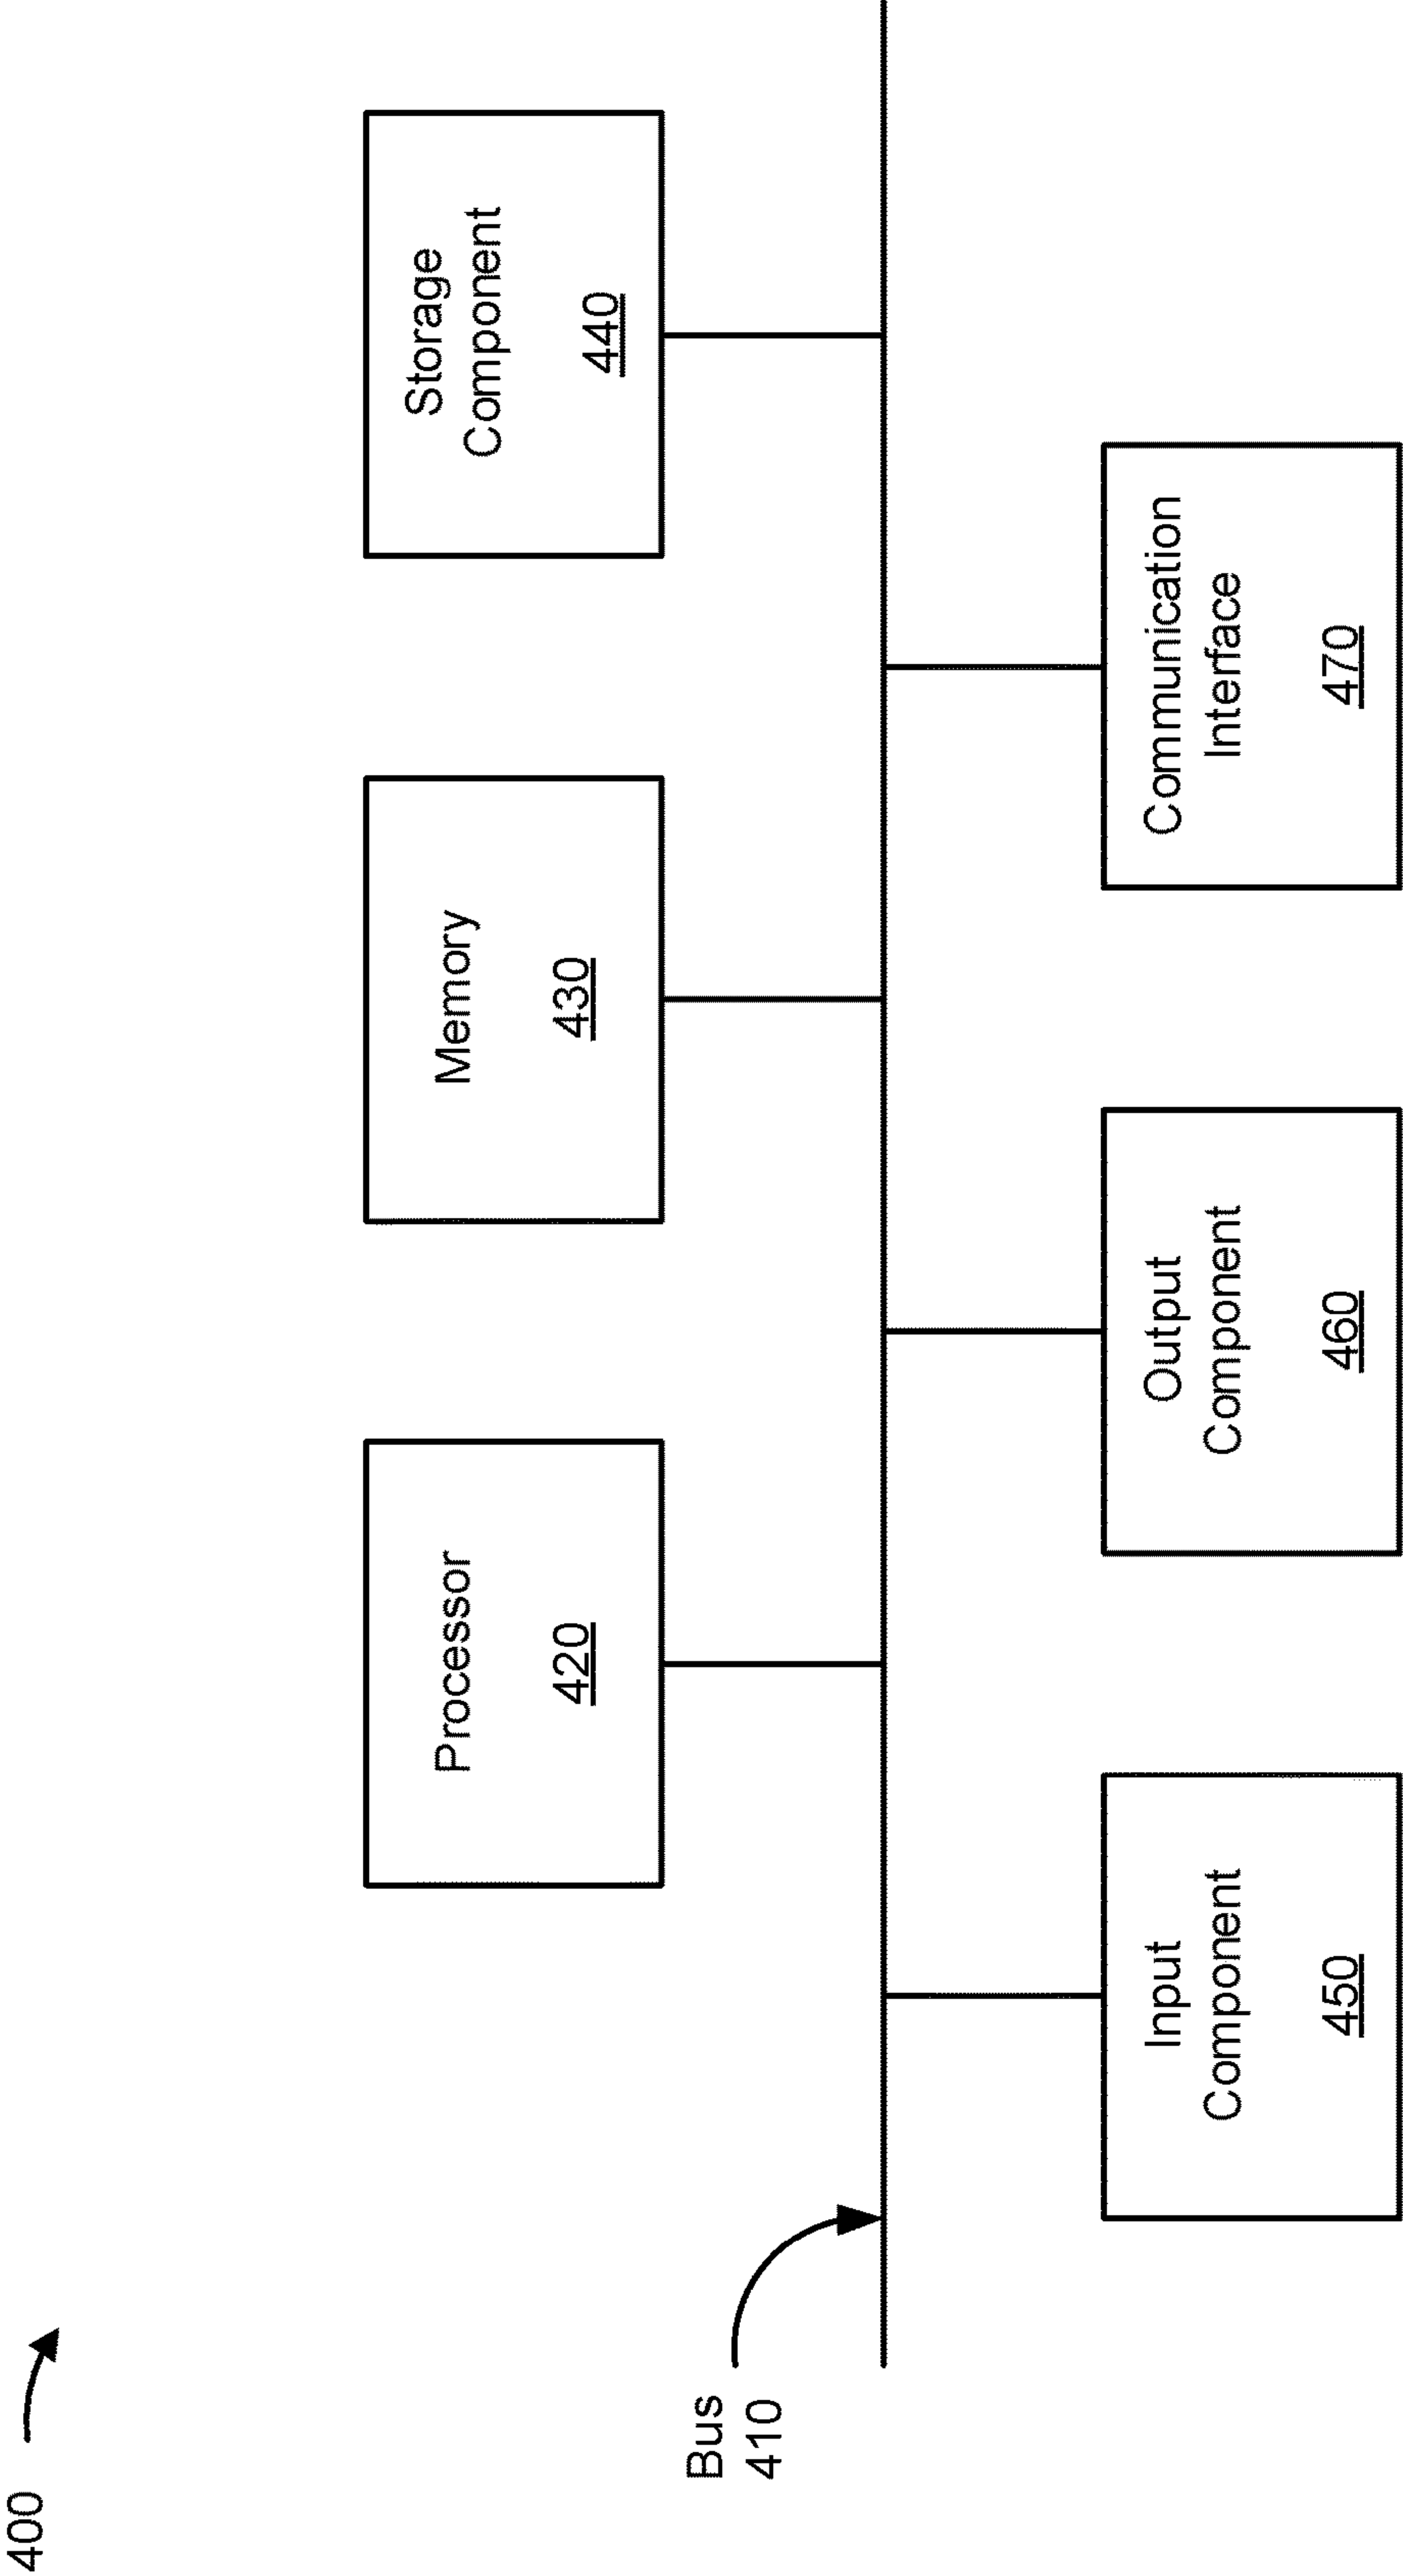 400
Bus
410
Processor
420
Memory
430
Storage
Component
440
Input
Component
450
Output
Component
460
Communication
Interface
470